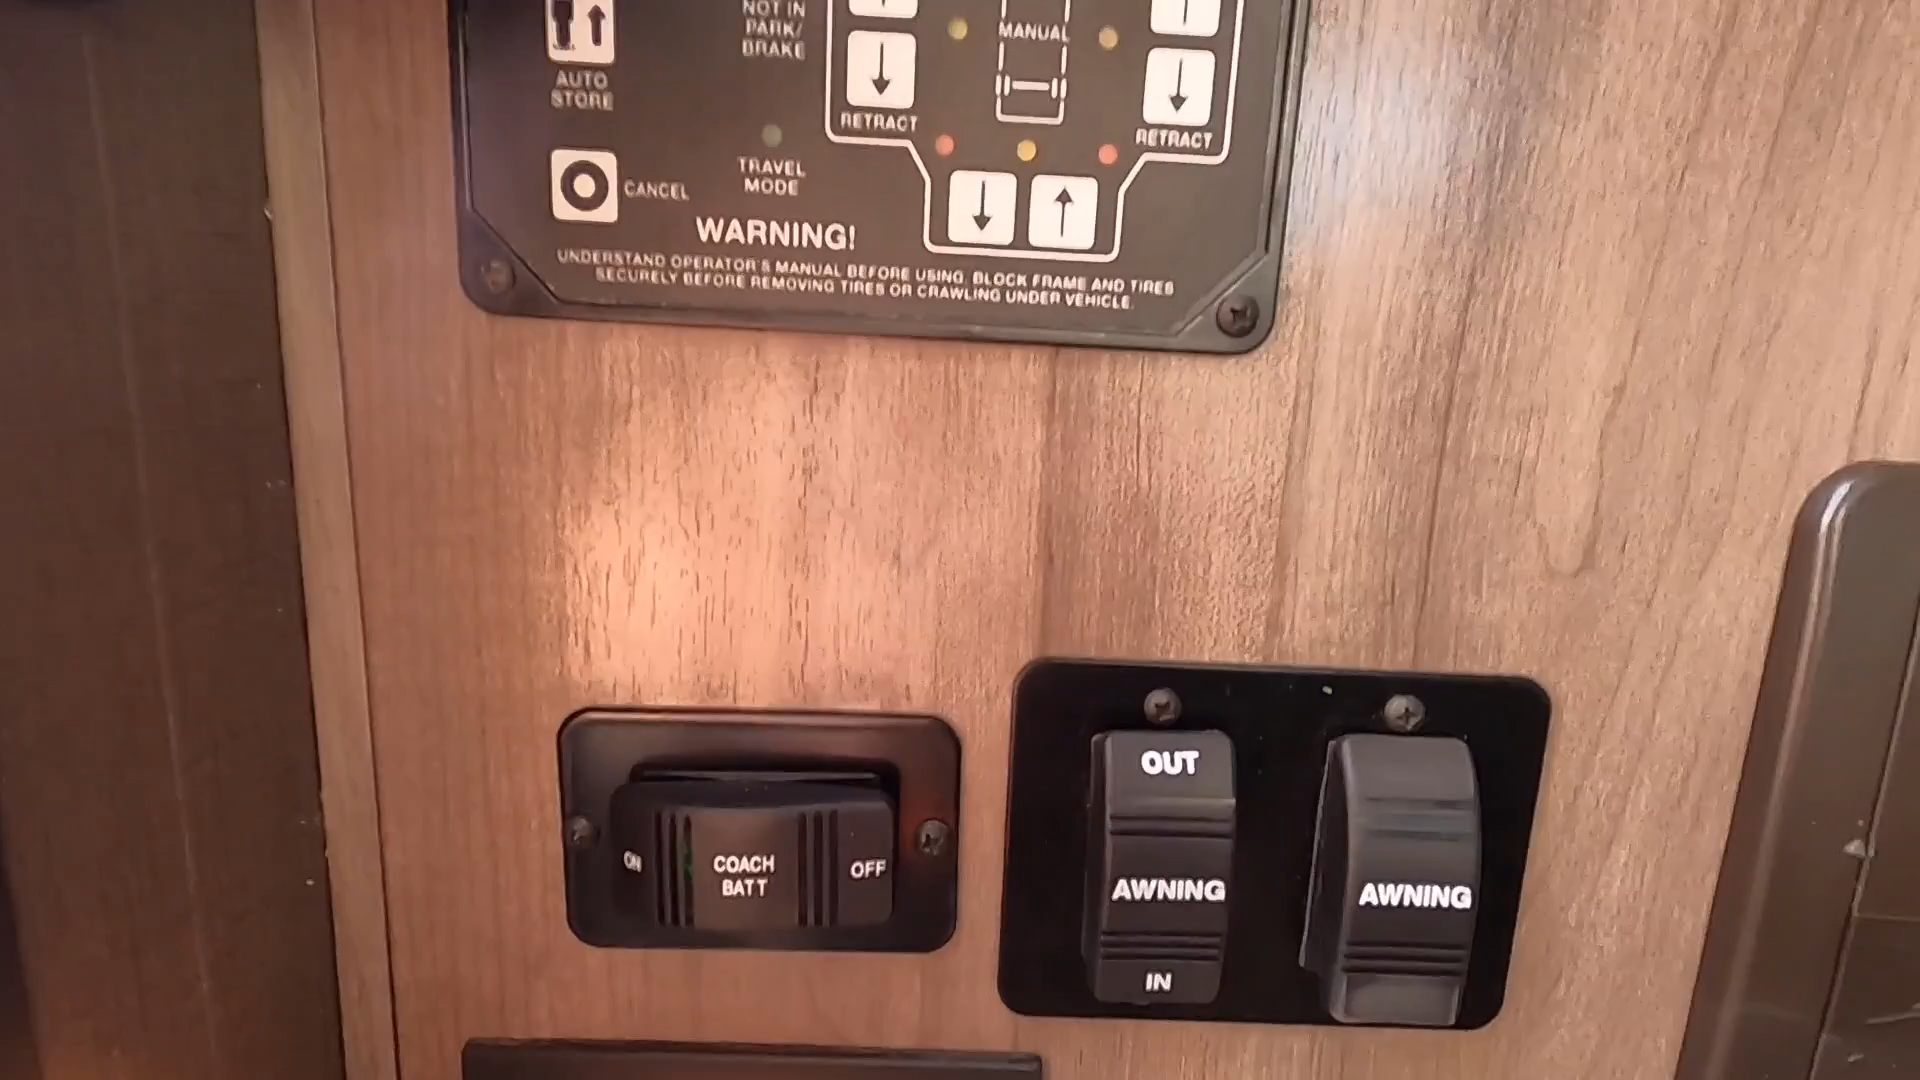 NOT IN
PARK/
BRAKE
MANUAL
AUTO
STORE
RETRACT
RETRACT
TRAVEL
MODE
CANCEL
WARNING!
UNDERSTAND OPERATOR'S MANUAL BEFORE USING. BLOCK FRAME AND TIRES
SECURELY BEFORE REMOVING TIRES OR CRAWLING UNDER VEHICLE.
ON
COACH
BATT
OFF
OUT
AWNING
IN
AWNING